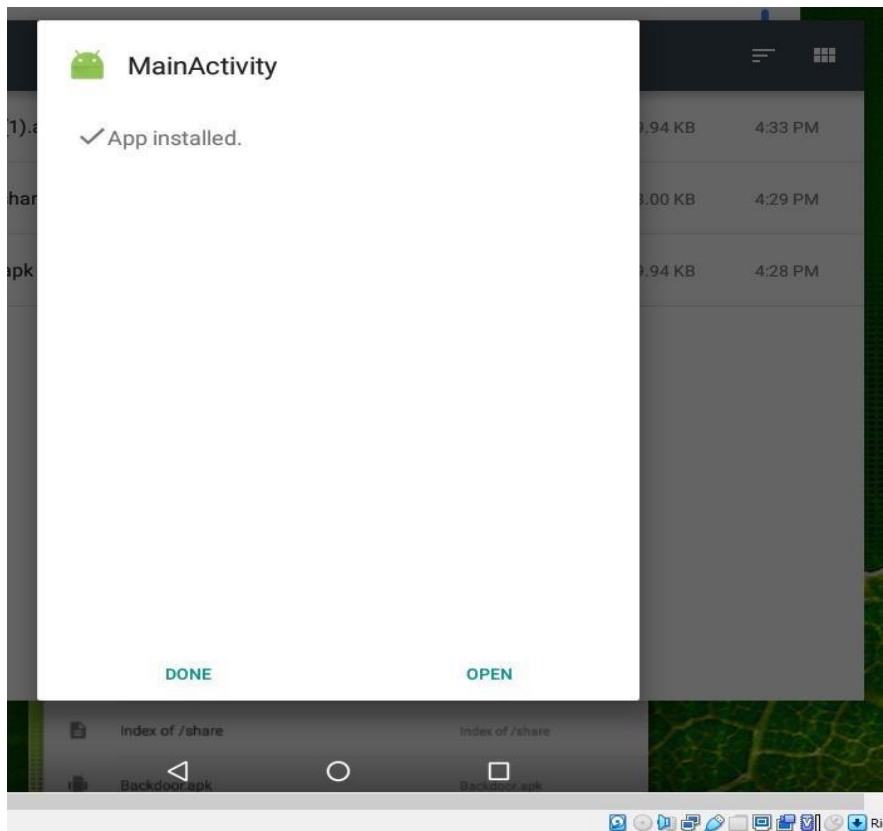 MainActivity
App installed.
(1).a
9.94 KB 4:33 PM
har
3.00 KB 4:29 PM
apk
9.94 KB 4:28 PM
DONE OPEN
Index of /share Index of /share
Backdoor.apk Backdoor.apk
Ri